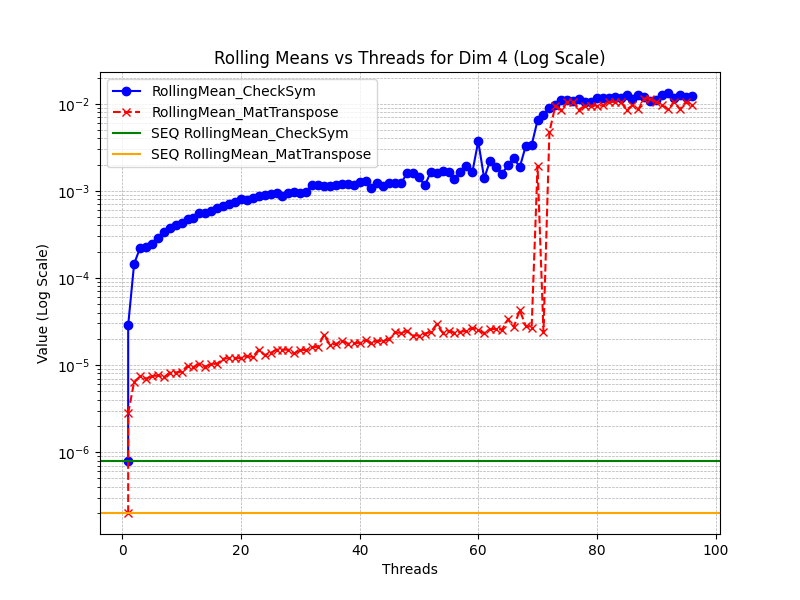 Rolling Means vs Threads for Dim 4 (Log Scale)
RollingMean_CheckSym
RollingMean_MatTranspose
SEQ RollingMean_CheckSym
SEQ RollingMean_MatTranspose
Value (Log Scale)
10⁻²
10⁻³
10⁻⁴
10⁻⁵
10⁻⁶
0 20 40 60 80 100
Threads